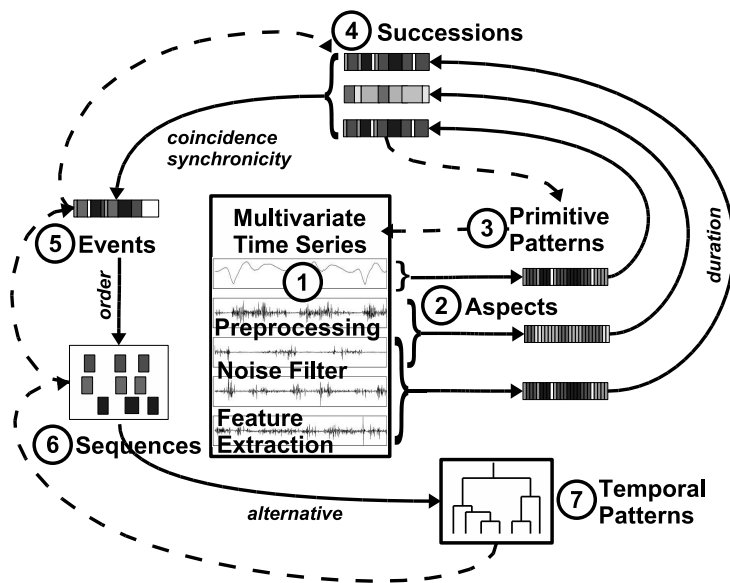 4 Successions
coincidence
synchronicity
Multivariate
Time Series
1
Preprocessing
Noise Filter
Feature
Extraction
3 Primitive
Patterns
2 Aspects
duration
5 Events
order
6 Sequences
alternative
7 Temporal
Patterns